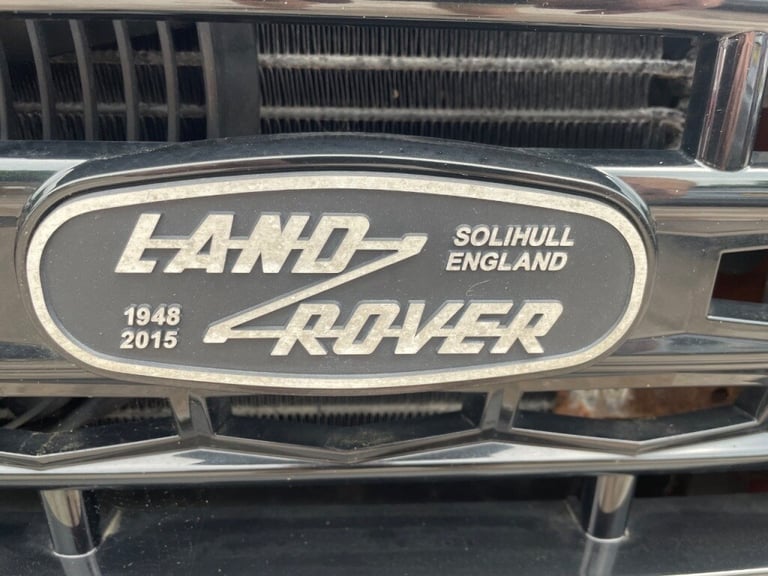 LAND
SOLIHULL
ENGLAND
1948
2015
ROVER